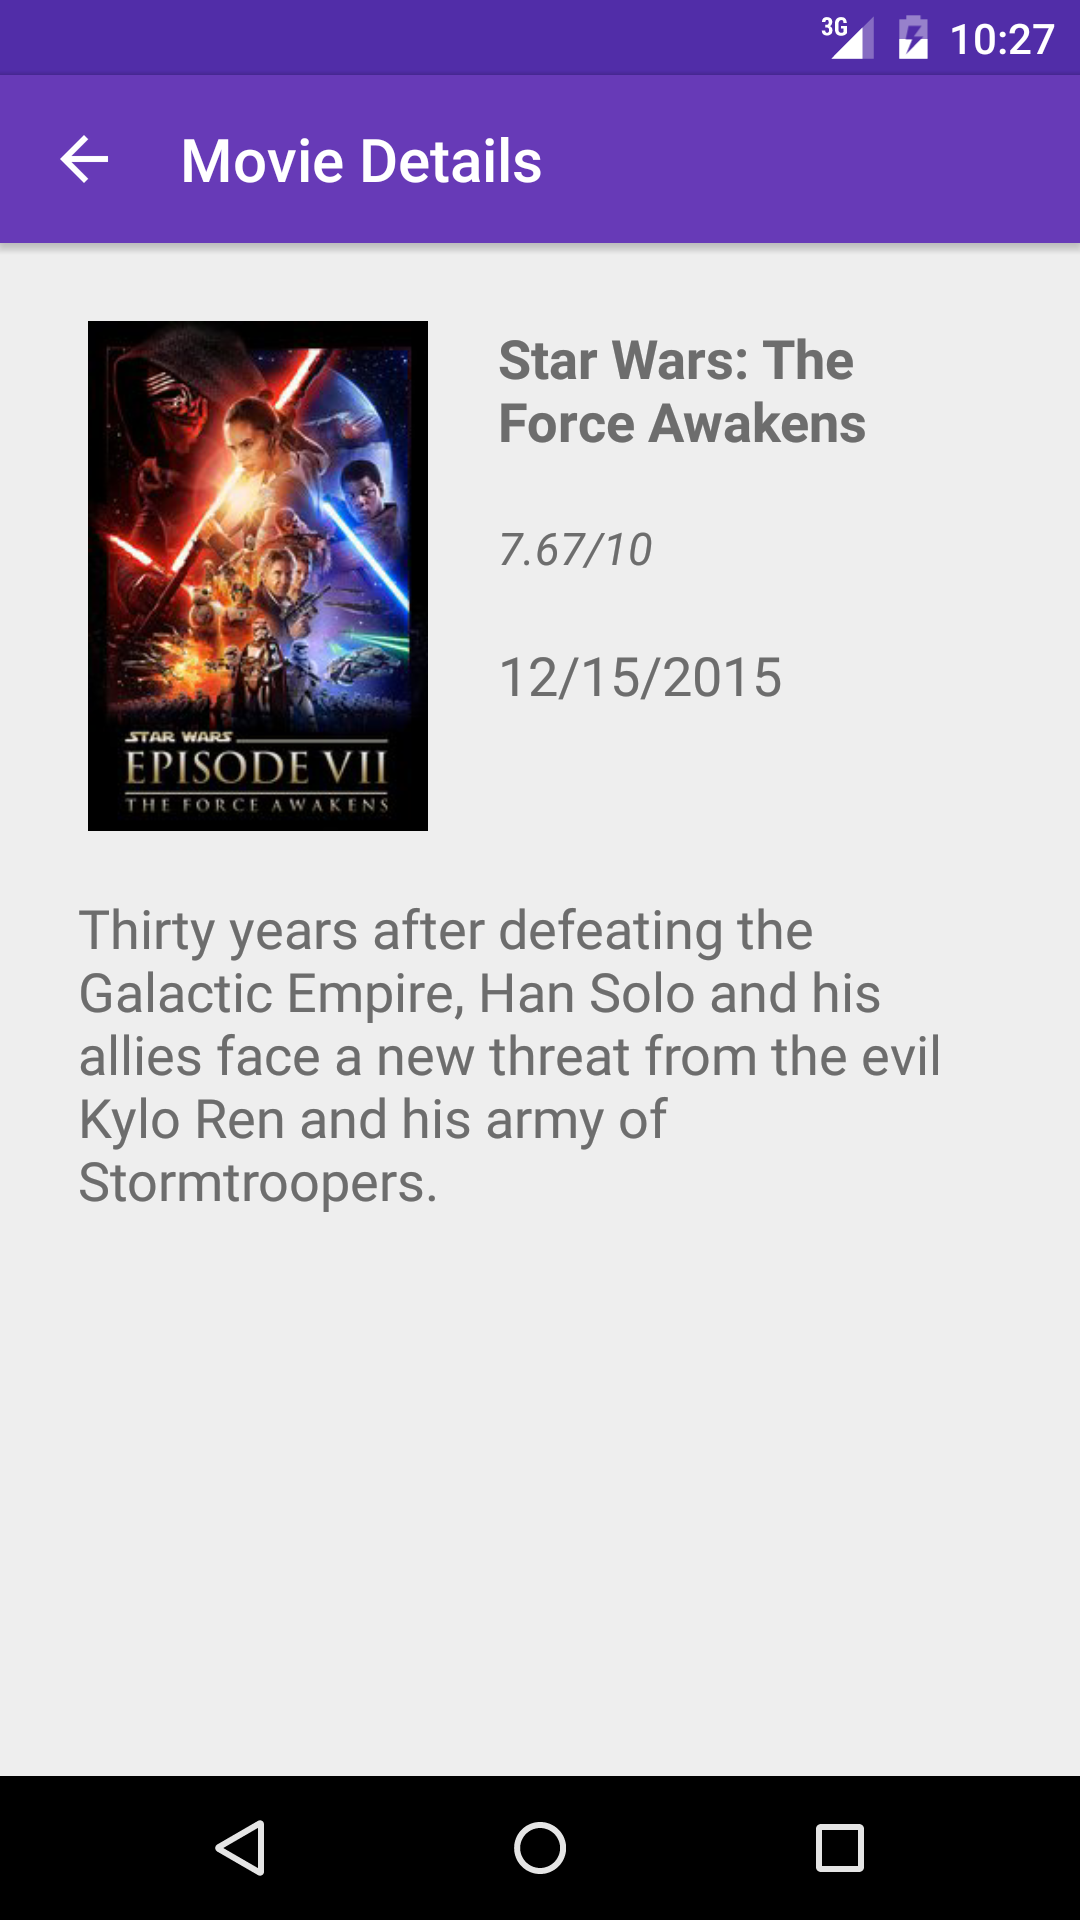 3G 10:27
Movie Details
Star Wars: The
Force Awakens
7.67/10
12/15/2015
STAR WARS
EPISODE VII
THE FORCE AWAKENS
Thirty years after defeating the
Galactic Empire, Han Solo and his
allies face a new threat from the evil
Kylo Ren and his army of
Stormtroopers.